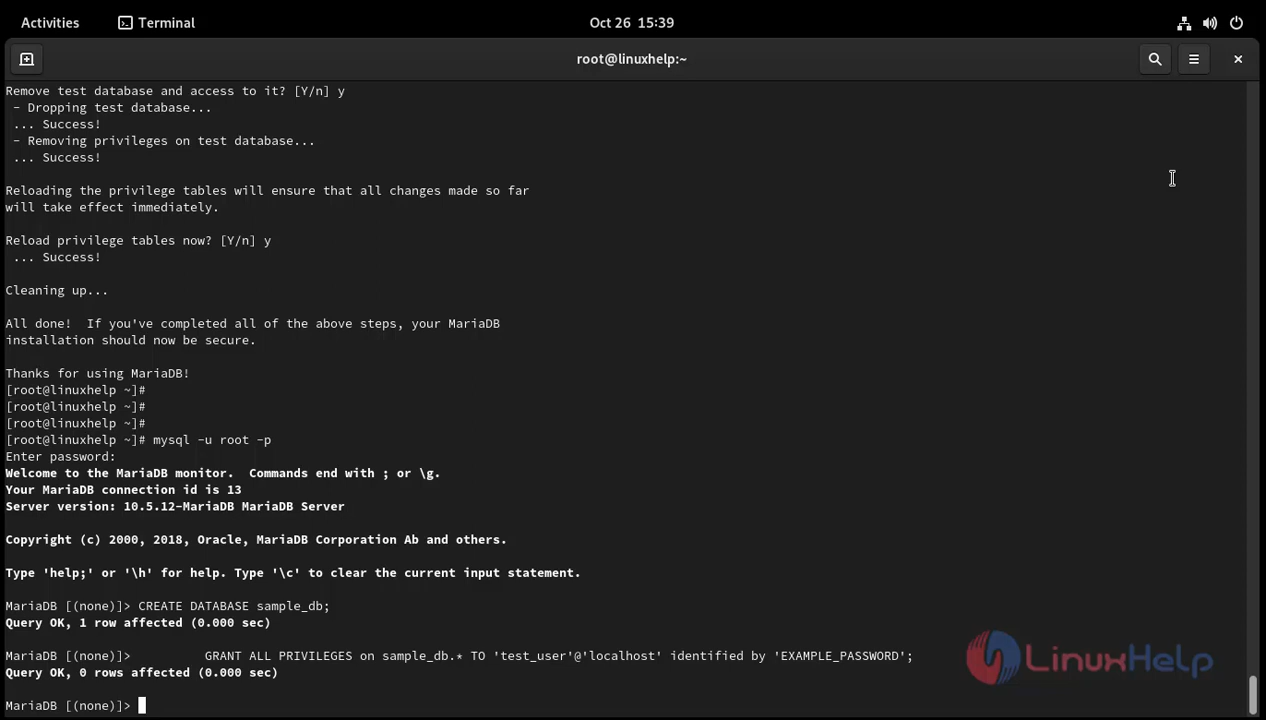 Activities Terminal Oct 26 15:39
root@linuxhelp:~
Remove test database and access to it? [Y/n] y
 - Dropping test database...
 ... Success!
 - Removing privileges on test database...
 ... Success!
Reloading the privilege tables will ensure that all changes made so far
will take effect immediately.
Reload privilege tables now? [Y/n] y
 ... Success!
Cleaning up...
All done!  If you've completed all of the above steps, your MariaDB
installation should now be secure.
Thanks for using MariaDB!
[root@linuxhelp ~]#
[root@linuxhelp ~]#
[root@linuxhelp ~]#
[root@linuxhelp ~]# mysql -u root -p
Enter password:
Welcome to the MariaDB monitor.  Commands end with ; or \g.
Your MariaDB connection id is 13
Server version: 10.5.12-MariaDB MariaDB Server
Copyright (c) 2000, 2018, Oracle, MariaDB Corporation Ab and others.
Type 'help;' or '\h' for help. Type '\c' to clear the current input statement.
MariaDB [(none)]> CREATE DATABASE sample_db;
Query OK, 1 row affected (0.000 sec)
MariaDB [(none)]>          GRANT ALL PRIVILEGES on sample_db.* TO 'test_user'@'localhost' identified by 'EXAMPLE_PASSWORD';
Query OK, 0 rows affected (0.000 sec)
MariaDB [(none)]>
LinuxHelp